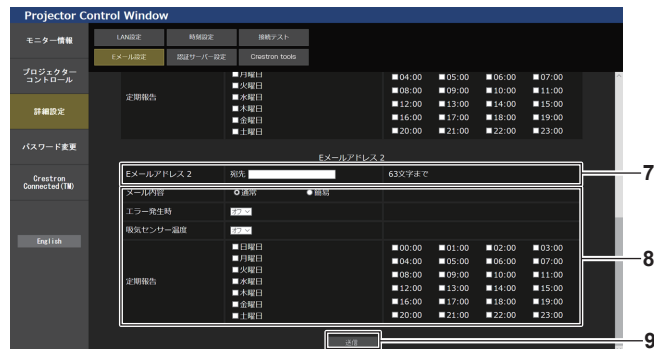 Projector Control Window
モニター情報
プロジェクター
コントロール
詳細設定
パスワード変更
Crestron
Connected(TM)
English
LAN設定 時刻設定 接続テスト
Eメール設定 認証サーバー設定 Crestron tools
定期報告
月曜日
火曜日
水曜日
木曜日
金曜日
土曜日
04:00 05:00 06:00 07:00
08:00 09:00 10:00 11:00
12:00 13:00 14:00 15:00
16:00 17:00 18:00 19:00
20:00 21:00 22:00 23:00
Eメールアドレス 2
Eメールアドレス 2 宛先 63文字まで
7
メール内容 通常 簡易
エラー発生時 オフ
吸気センサー温度 オフ
定期報告
日曜日
月曜日
火曜日
水曜日
木曜日
金曜日
土曜日
00:00 01:00 02:00 03:00
04:00 05:00 06:00 07:00
08:00 09:00 10:00 11:00
12:00 13:00 14:00 15:00
16:00 17:00 18:00 19:00
20:00 21:00 22:00 23:00
8
送信
9